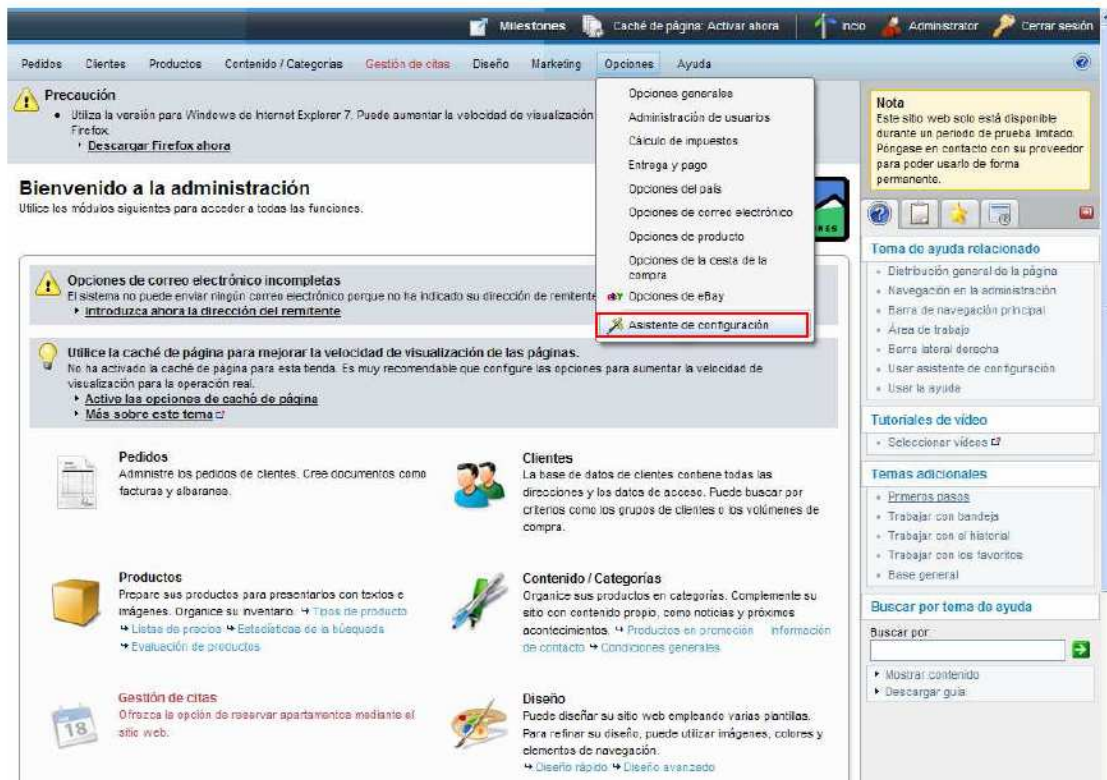 Milestones Caché de página: Activar ahora Inicio Administrator Cerrar sesión
Pedidos Clientes Productos Contenido / Categorías Gestión de citas Diseño Marketing Opciones Ayuda
Precaución
Utiliza la versión para Windows de Internet Explorer 7. Puede aumentar la velocidad de visualización
Firefox.
Descargar Firefox ahora
Opciones generales
Administración de usuarios
Cálculo de impuestos
Entrega y pago
Opciones del país
Opciones de correo electrónico
Opciones de producto
Opciones de la cesta de la
compra
Opciones de eBay
Asistente de configuración
Nota
Este sitio web solo está disponible
durante un periodo de prueba limitado.
Póngase en contacto con su proveedor
para poder usarlo de forma
permanente.
Bienvenido a la administración
Utilice los módulos siguientes para acceder a todas las funciones.
Opciones de correo electrónico incompletas
El sistema no puede enviar ningún correo electrónico porque no ha indicado su dirección de remitente
Introduzca ahora la dirección del remitente
Utilice la caché de página para mejorar la velocidad de visualización de las páginas.
No ha activado la caché de página para esta tienda. Es muy recomendable que configure las opciones para aumentar la velocidad de
visualización para la operación real.
Active las opciones de caché de página
Más sobre este tema
Pedidos
Administre los pedidos de clientes. Cree documentos como
facturas y albaranes.
Clientes
La base de datos de clientes contiene todas las
direcciones y los datos de acceso. Puede buscar por
criterios como los grupos de clientes o los volúmenes de
compra.
Productos
Prepare sus productos para presentarlos con textos e
imágenes. Organice su inventario. Tipos de producto
Listas de precios Estadísticas de la búsqueda
Evaluación de productos
Contenido / Categorías
Organice sus productos en categorías. Complemente su
sitio con contenido propio, como noticias y próximos
acontecimientos. Productos en promoción Información
de contacto Condiciones generales
Gestión de citas
Ofrezca la opción de reservar apartamentos mediante el
sitio web.
18
Diseño
Puede diseñar su sitio web empleando varias plantillas.
Para refinar su diseño, puede utilizar imágenes, colores y
elementos de navegación.
Diseño rápido Diseño avanzado
Tema de ayuda relacionado
Distribución general de la página
Navegación en la administración
Barra de navegación principal
Área de trabajo
Barra lateral derecha
Usar asistente de configuración
Usar la ayuda
Tutoriales de vídeo
Seleccionar vídeos
Temas adicionales
Primeros pasos
Trabajar con bandeja
Trabajar con el historial
Trabajar con los favoritos
Base general
Buscar por tema de ayuda
Buscar por
Mostrar contenido
Descargar guía